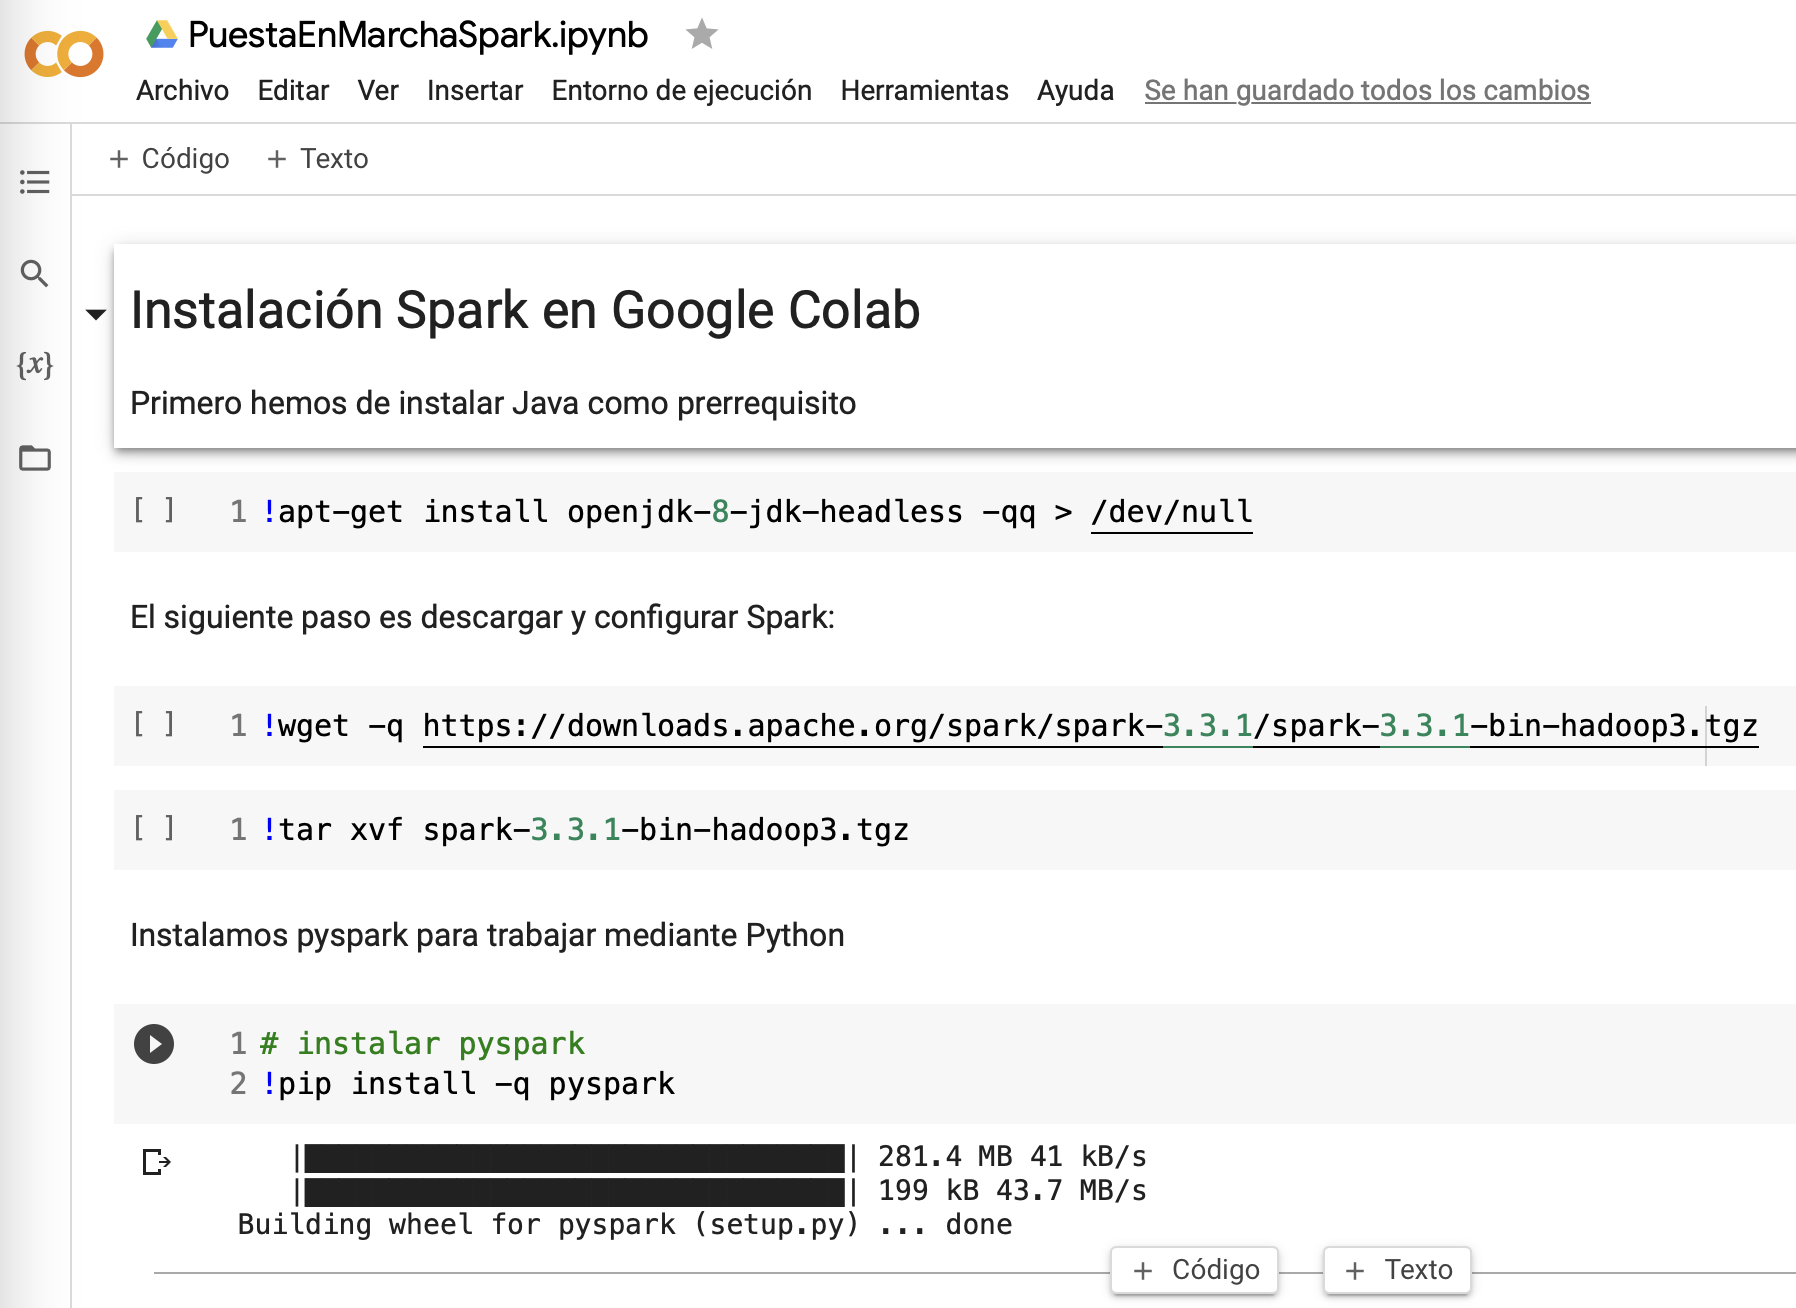 PuestaEnMarchaSpark.ipynb
Archivo Editar Ver Insertar Entorno de ejecución Herramientas Ayuda Se han guardado todos los cambios
+ Código + Texto
{x}
Instalación Spark en Google Colab
Primero hemos de instalar Java como prerrequisito
[ ] 1 !apt-get install openjdk-8-jdk-headless -qq > /dev/null
El siguiente paso es descargar y configurar Spark:
[ ] 1 !wget -q https://downloads.apache.org/spark/spark-3.3.1/spark-3.3.1-bin-hadoop3.tgz
[ ] 1 !tar xvf spark-3.3.1-bin-hadoop3.tgz
Instalamos pyspark para trabajar mediante Python
1 # instalar pyspark
2 !pip install -q pyspark
|████████████████████████████████| 281.4 MB 41 kB/s
|████████████████████████████████| 199 kB 43.7 MB/s
Building wheel for pyspark (setup.py) ... done
+ Código + Texto